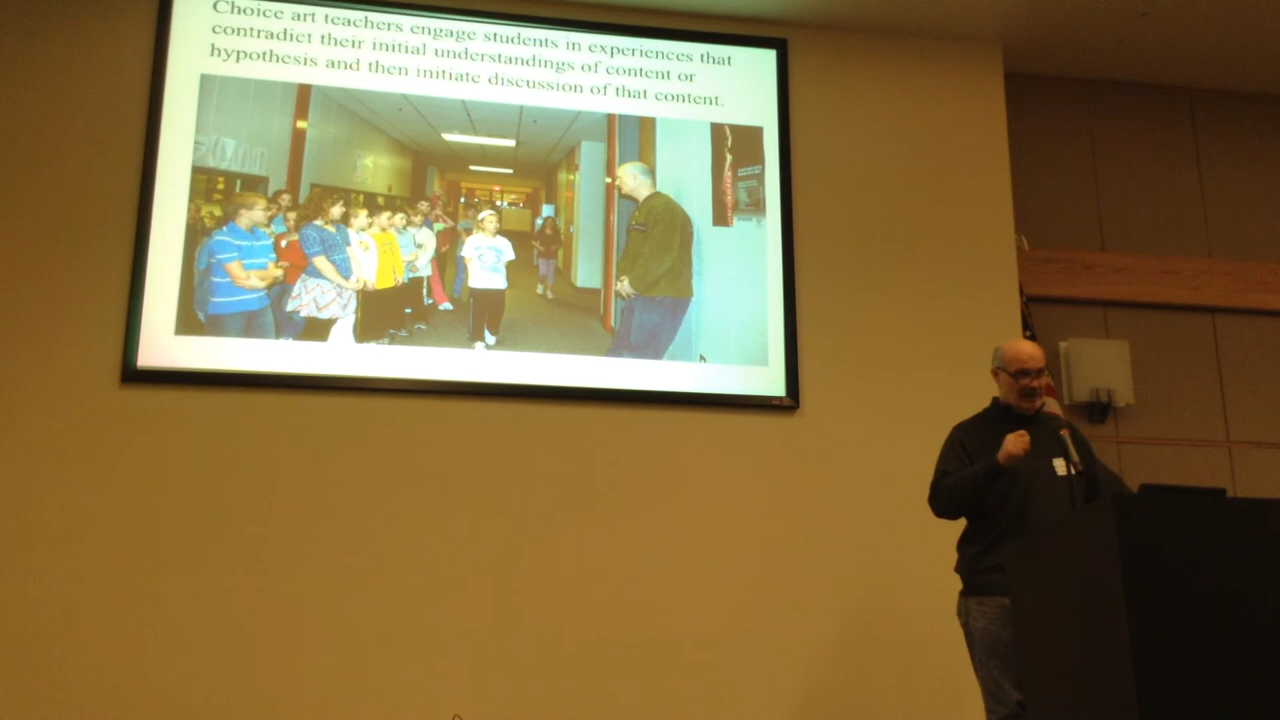 Choice art teachers engage students in experiences that
contradict their initial understandings of content or
hypothesis and then initiate discussion of that content.